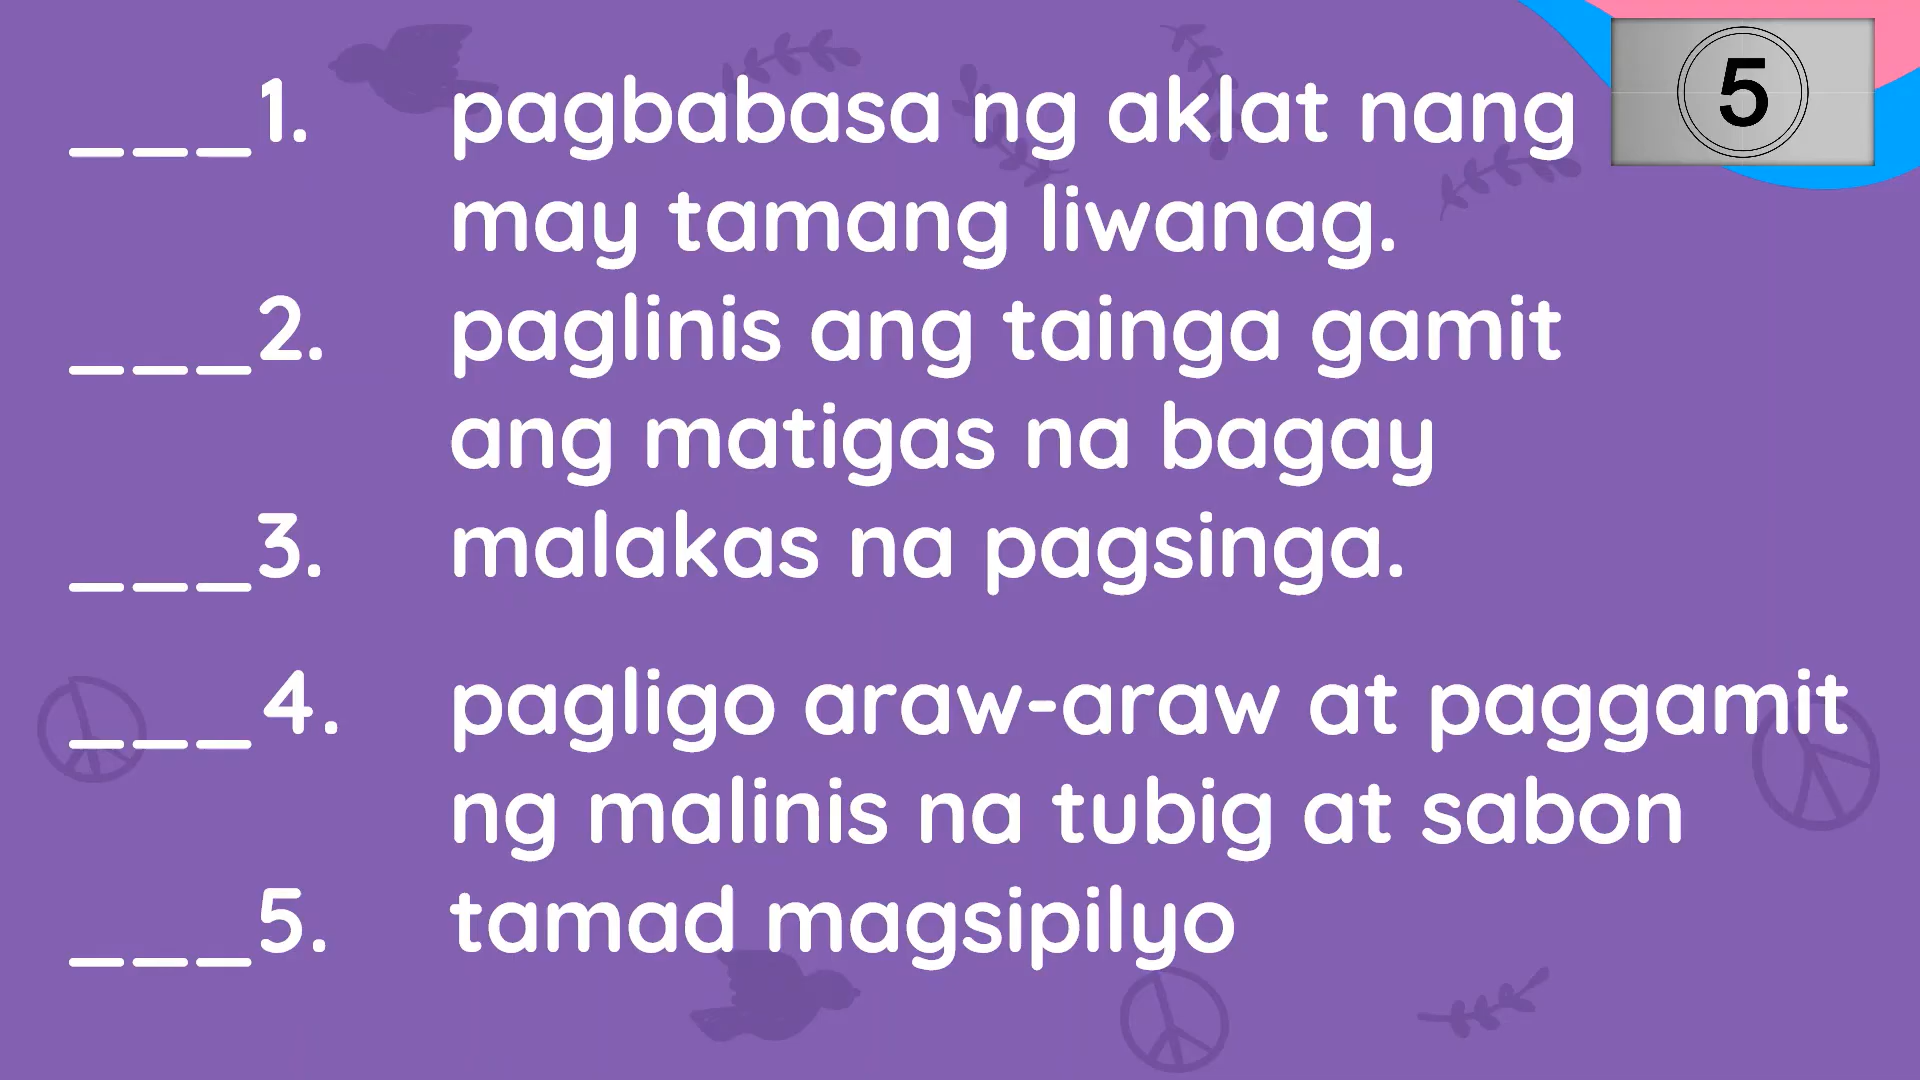 ___1. pagbabasa ng aklat nang
may tamang liwanag.
___2. paglinis ang tainga gamit
ang matigas na bagay
___3. malakas na pagsinga.
___4. pagligo araw-araw at paggamit
ng malinis na tubig at sabon
___5. tamad magsipilyo
5